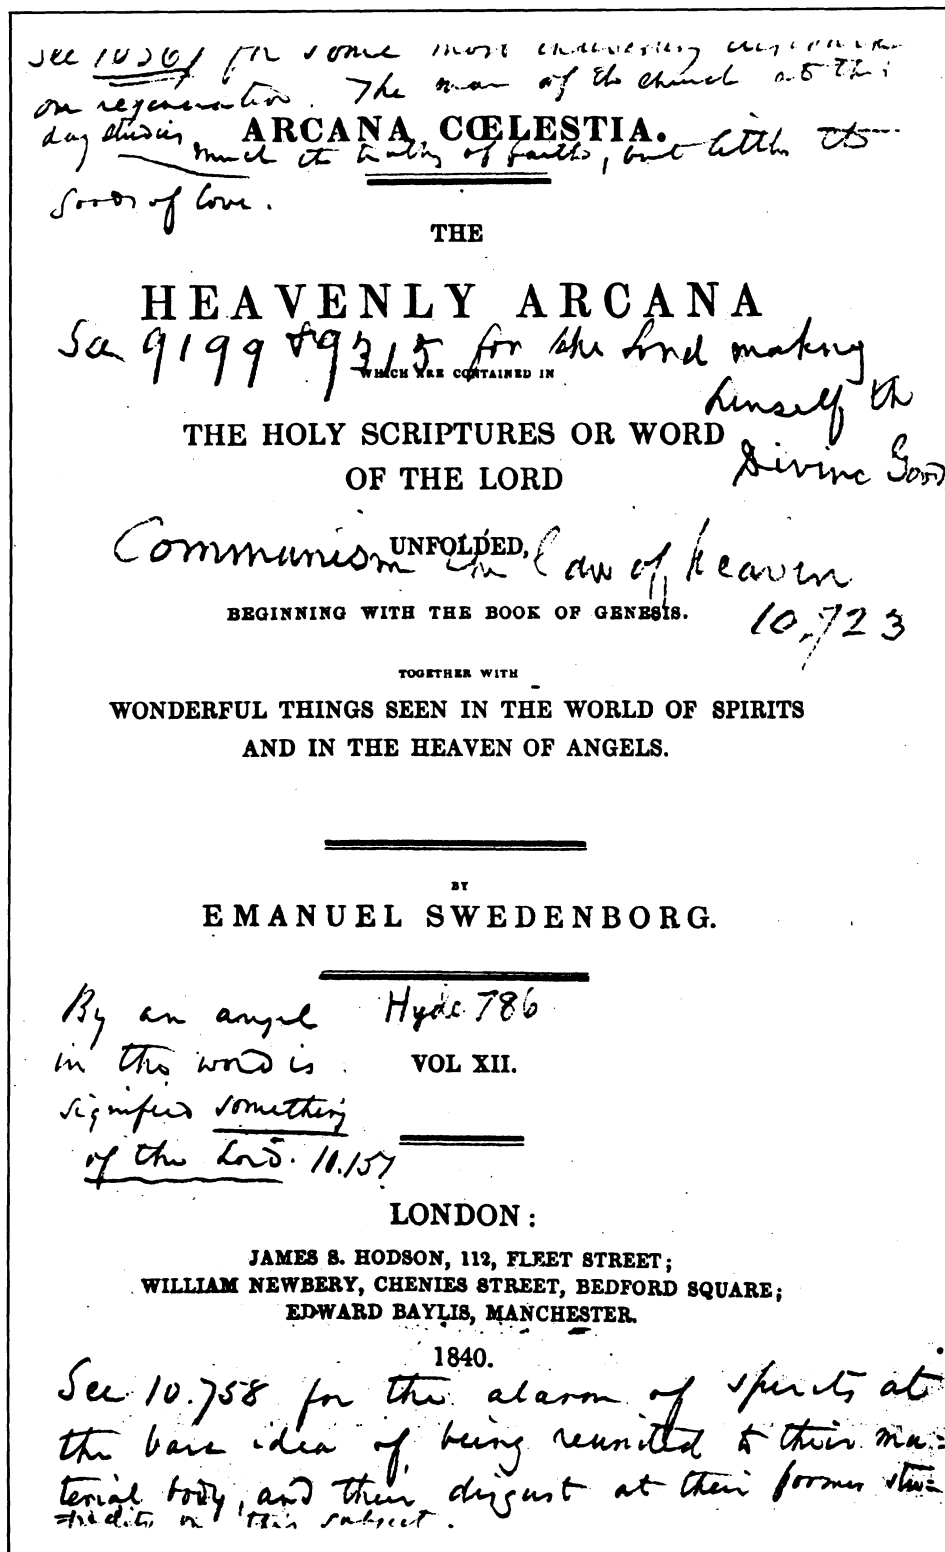 See 10261 for some most
on regeneration. The man of the church at this
day studies
ARCANA CŒLESTIA.
much the truths of faith, but little the
goods of love.
THE
HEAVENLY ARCANA
See 9199 & 9315 for the Lord making
WHICH ARE CONTAINED IN
himself the
THE HOLY SCRIPTURES OR WORD
Divine Good
OF THE LORD
Communism the law of heaven
UNFOLDED,
BEGINNING WITH THE BOOK OF GENESIS.
10,723
TOGETHER WITH
WONDERFUL THINGS SEEN IN THE WORLD OF SPIRITS
AND IN THE HEAVEN OF ANGELS.
BY
EMANUEL SWEDENBORG.
By an angel
Hyde 786
in the word is
VOL XII.
signified something
of the Lord. 10.157
LONDON:
JAMES S. HODSON, 112, FLEET STREET;
WILLIAM NEWBERY, CHENIES STREET, BEDFORD SQUARE;
EDWARD BAYLIS, MANCHESTER.
1840.
See 10.758 for the alarm of spirits at
the bare idea of being reunited to their ma=
terial body, and their disgust at their former stu=
=pidity on this subject.